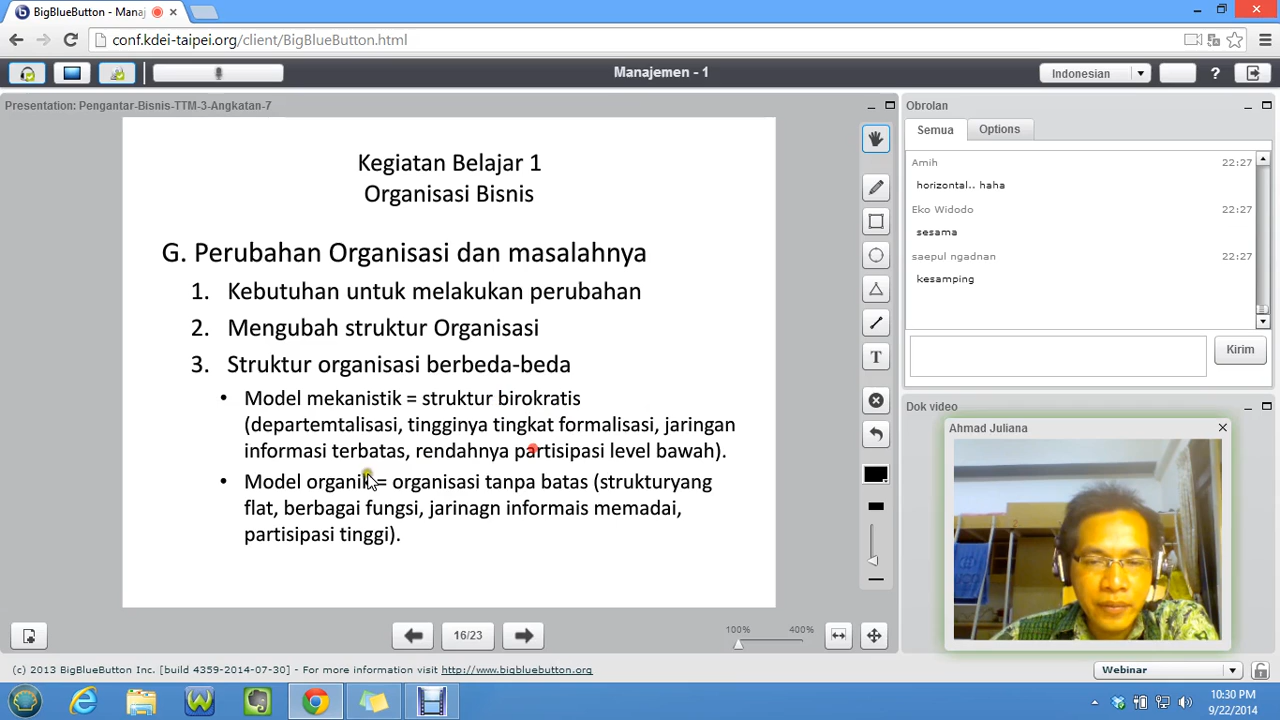 BigBlueButton - Manaj
conf.kdei-taipei.org/client/BigBlueButton.html
Manajemen - 1
Indonesian
?
Presentation: Pengantar-Bisnis-TTM-3-Angkatan-7
Kegiatan Belajar 1
Organisasi Bisnis
G. Perubahan Organisasi dan masalahnya
1. Kebutuhan untuk melakukan perubahan
2. Mengubah struktur Organisasi
3. Struktur organisasi berbeda-beda
• Model mekanistik = struktur birokratis
(departemtalisasi, tingginya tingkat formalisasi, jaringan
informasi terbatas, rendahnya partisipasi level bawah).
• Model organik = organisasi tanpa batas (strukturyang
flat, berbagai fungsi, jarinagn informais memadai,
partisipasi tinggi).
T
16/23
100%
400%
Obrolan
Semua
Options
Amih 22:27
horizontal.. haha
Eko Widodo 22:27
sesama
saepul ngadnan 22:27
kesamping
Kirim
Dok video
Ahmad Juliana
(c) 2013 BigBlueButton Inc. [build 4359-2014-07-30] - For more information visit http://www.bigbluebutton.org
Webinar
10:30 PM
9/22/2014